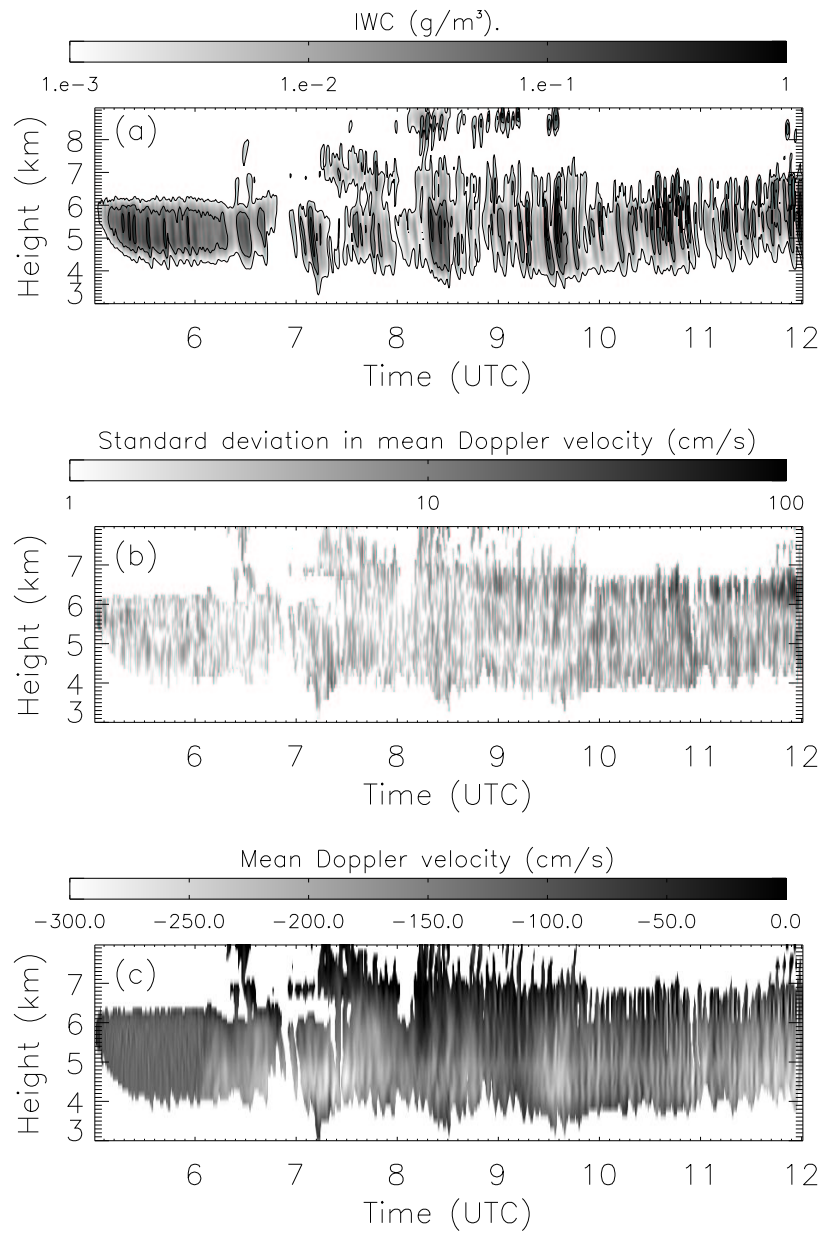 IWC (g/m³).
1.e−3 1.e−2 1.e−1 1
(a)
Height (km)
8
7
6
5
4
3
6 7 8 9 10 11 12
Time (UTC)
Standard deviation in mean Doppler velocity (cm/s)
1 10 100
(b)
Height (km)
7
6
5
4
3
6 7 8 9 10 11 12
Time (UTC)
Mean Doppler velocity (cm/s)
−300.0 −250.0 −200.0 −150.0 −100.0 −50.0 0.0
(c)
Height (km)
7
6
5
4
3
6 7 8 9 10 11 12
Time (UTC)